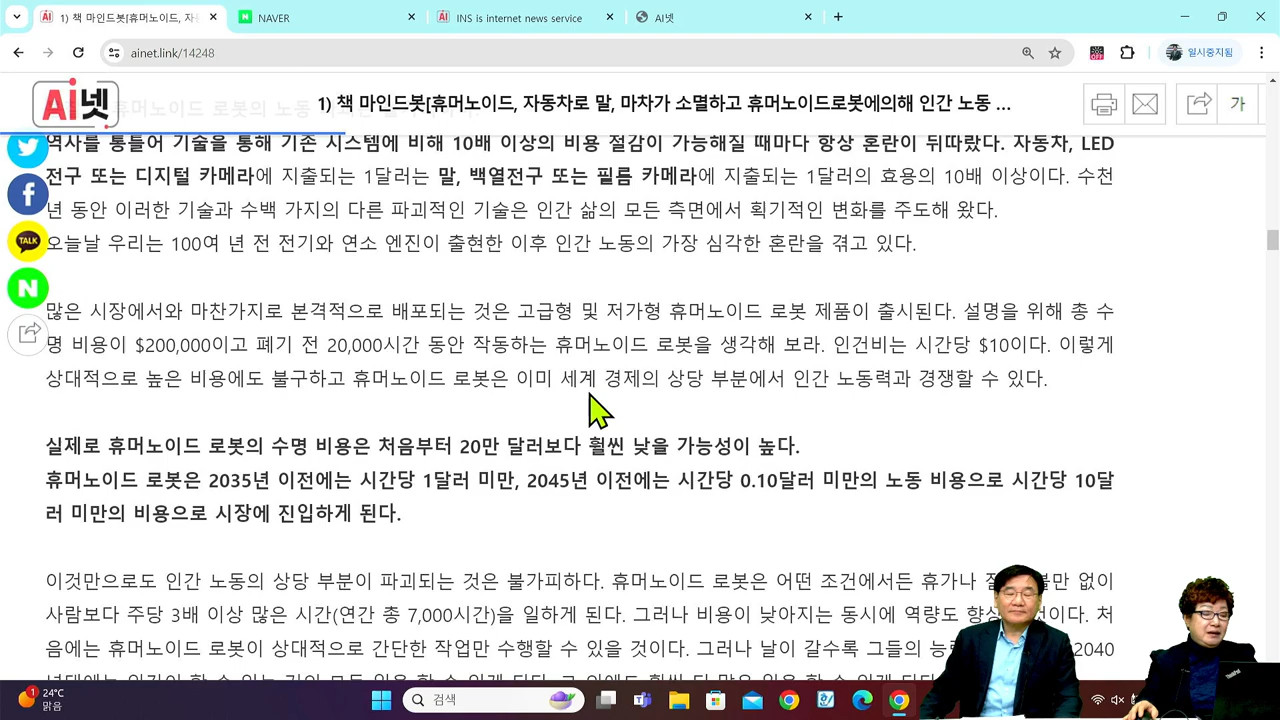 1) 책 마인드봇[휴머노이드, 자동
NAVER
INS is internet news service
AI넷
ainet.link/14248
OFF
일시중지됨
Ai넷
휴머노이드 로봇의 노동
1) 책 마인드봇[휴머노이드, 자동차로 말, 마차가 소멸하고 휴머노이드로봇에의해 인간 노동 ...
가
역사를 통틀어 기술을 통해 기존 시스템에 비해 10배 이상의 비용 절감이 가능해질 때마다 항상 혼란이 뒤따랐다. 자동차, LED
전구 또는 디지털 카메라에 지출되는 1달러는 말, 백열전구 또는 필름 카메라에 지출되는 1달러의 효용의 10배 이상이다. 수천
년 동안 이러한 기술과 수백 가지의 다른 파괴적인 기술은 인간 삶의 모든 측면에서 획기적인 변화를 주도해 왔다.
오늘날 우리는 100여 년 전 전기와 연소 엔진이 출현한 이후 인간 노동의 가장 심각한 혼란을 겪고 있다.
TALK
N
많은 시장에서와 마찬가지로 본격적으로 배포되는 것은 고급형 및 저가형 휴머노이드 로봇 제품이 출시된다. 설명을 위해 총 수
명 비용이 $200,000이고 폐기 전 20,000시간 동안 작동하는 휴머노이드 로봇을 생각해 보라. 인건비는 시간당 $10이다. 이렇게
상대적으로 높은 비용에도 불구하고 휴머노이드 로봇은 이미 세계 경제의 상당 부분에서 인간 노동력과 경쟁할 수 있다.
실제로 휴머노이드 로봇의 수명 비용은 처음부터 20만 달러보다 훨씬 낮을 가능성이 높다.
휴머노이드 로봇은 2035년 이전에는 시간당 1달러 미만, 2045년 이전에는 시간당 0.10달러 미만의 노동 비용으로 시간당 10달
러 미만의 비용으로 시장에 진입하게 된다.
이것만으로도 인간 노동의 상당 부분이 파괴되는 것은 불가피하다. 휴머노이드 로봇은 어떤 조건에서든 휴가나 불만 없이
사람보다 주당 3배 이상 많은 시간(연간 총 7,000시간)을 일하게 된다. 그러나 비용이 낮아지는 동시에 역량도 향상 이다. 처
음에는 휴머노이드 로봇이 상대적으로 간단한 작업만 수행할 수 있을 것이다. 그러나 날이 갈수록 그들의 2040
1
24°C
맑음
검색